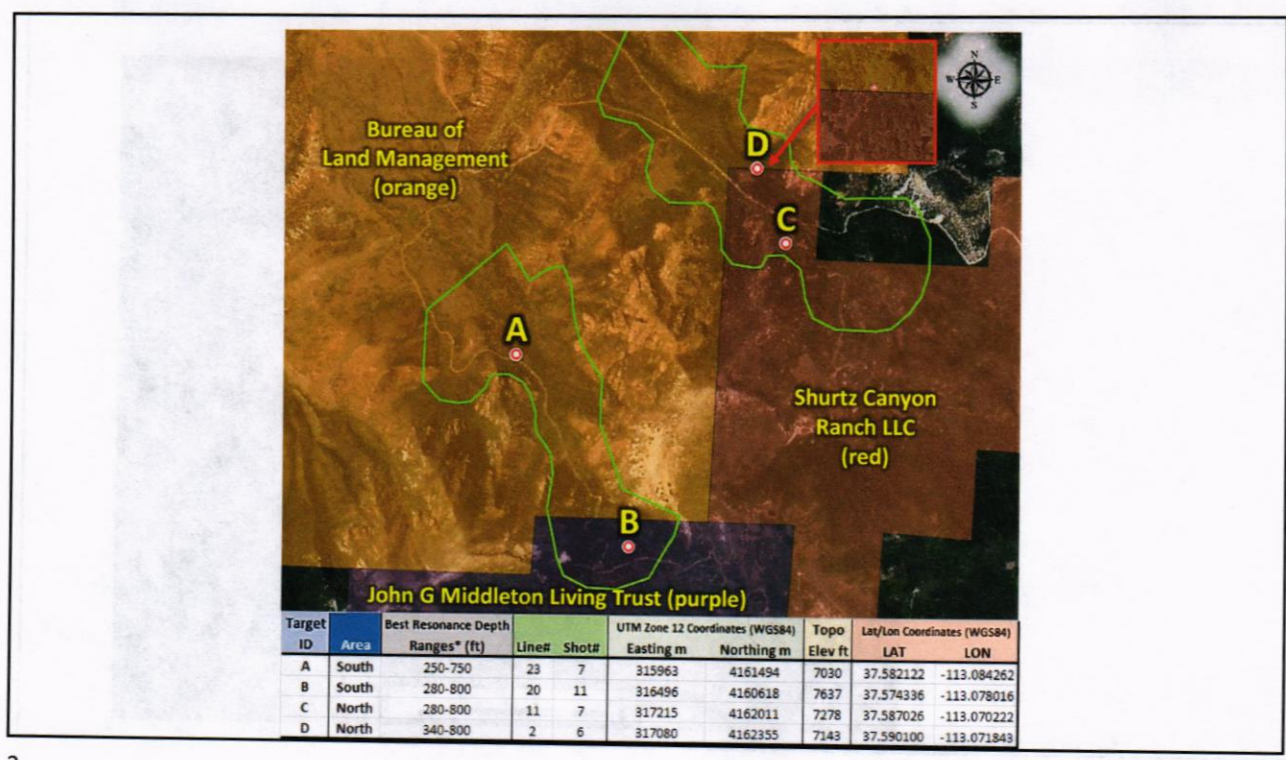 Bureau of
Land Management
(orange)
N
W E
S
D
C
A
Shurtz Canyon
Ranch LLC
(red)
B
John G Middleton Living Trust (purple)
Target Best Resonance Depth UTM Zone 12 Coordinates (WGS84) Topo Lat/Lon Coordinates (WGS84)
ID Area Ranges* (ft) Line# Shot# Easting m Northing m Elev ft LAT LON
A South 250-750 23 7 315963 4161494 7030 37.582122 -113.084262
B South 280-800 20 11 316496 4160618 7637 37.574336 -113.078016
C North 280-800 11 7 317215 4162011 7278 37.587026 -113.070222
D North 340-800 2 6 317080 4162355 7143 37.590100 -113.071843